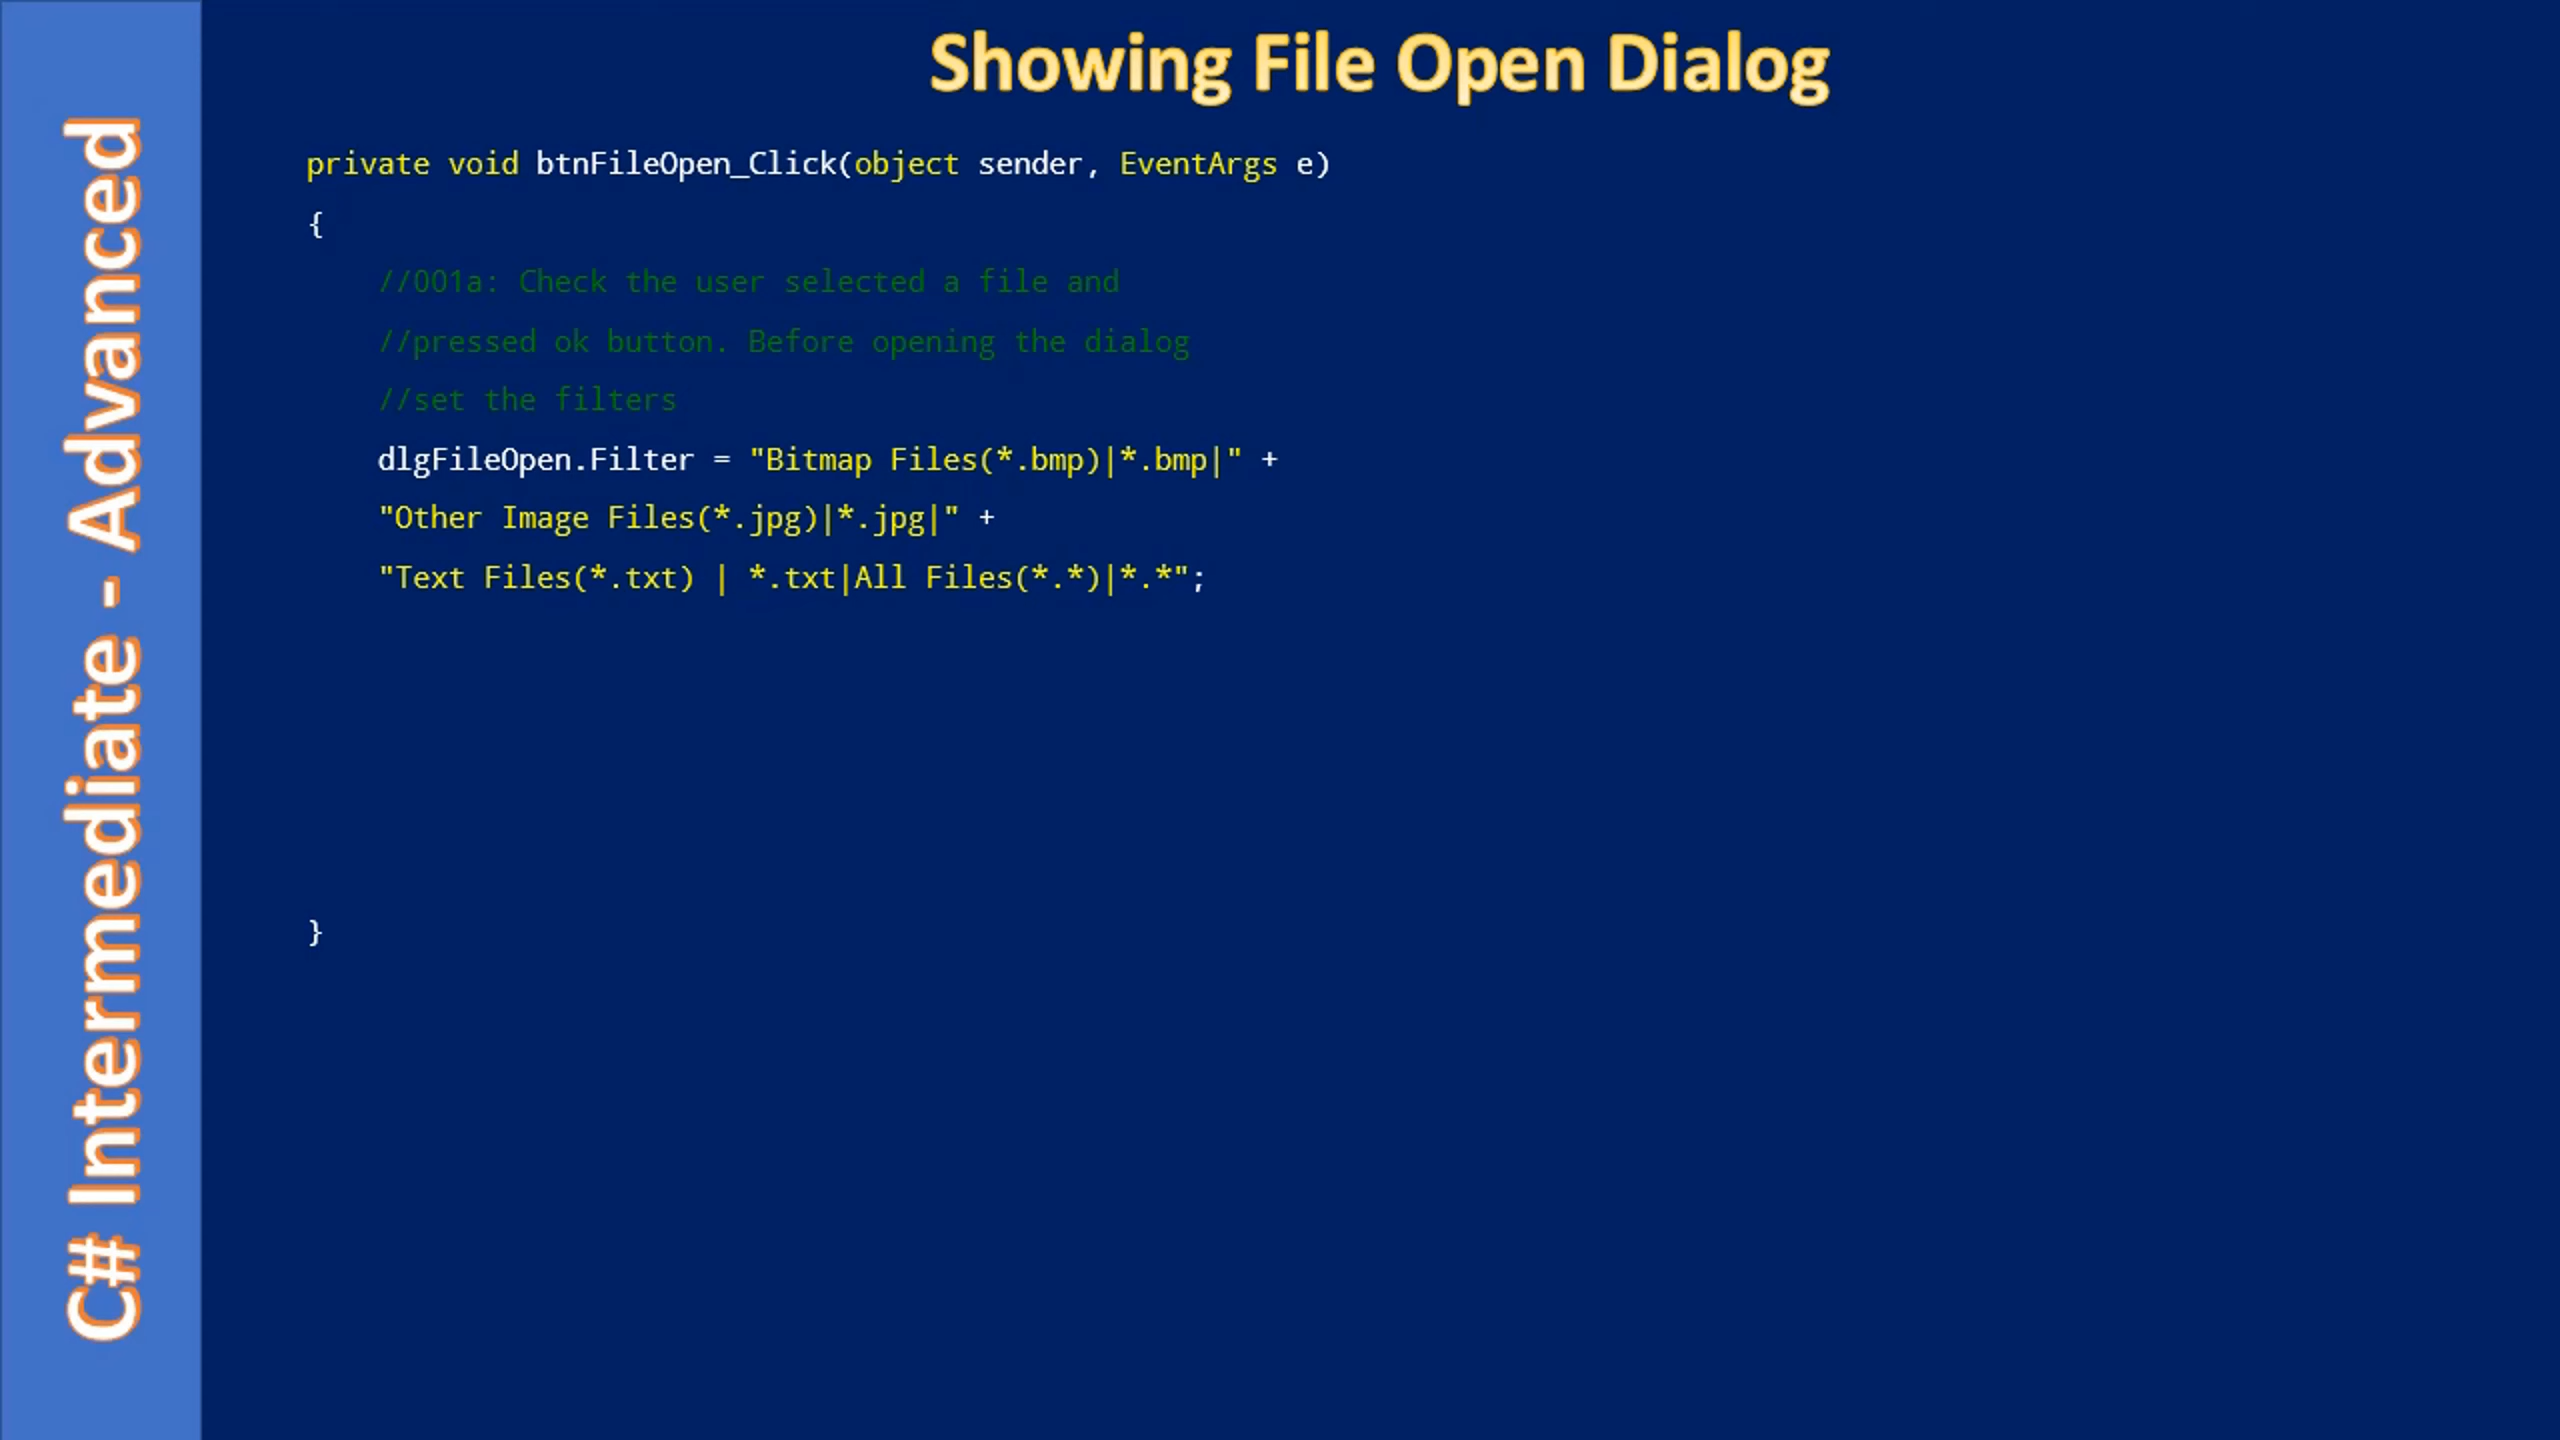 Showing File Open Dialog
C# Intermediate - Advanced
private void btnFileOpen_Click(object sender, EventArgs e)
{
//001a: Check the user selected a file and
//pressed ok button. Before opening the dialog
//set the filters
dlgFileOpen.Filter = "Bitmap Files(*.bmp)|*.bmp|" +
"Other Image Files(*.jpg)|*.jpg|" +
"Text Files(*.txt) | *.txt|All Files(*.*)|*.*";
}